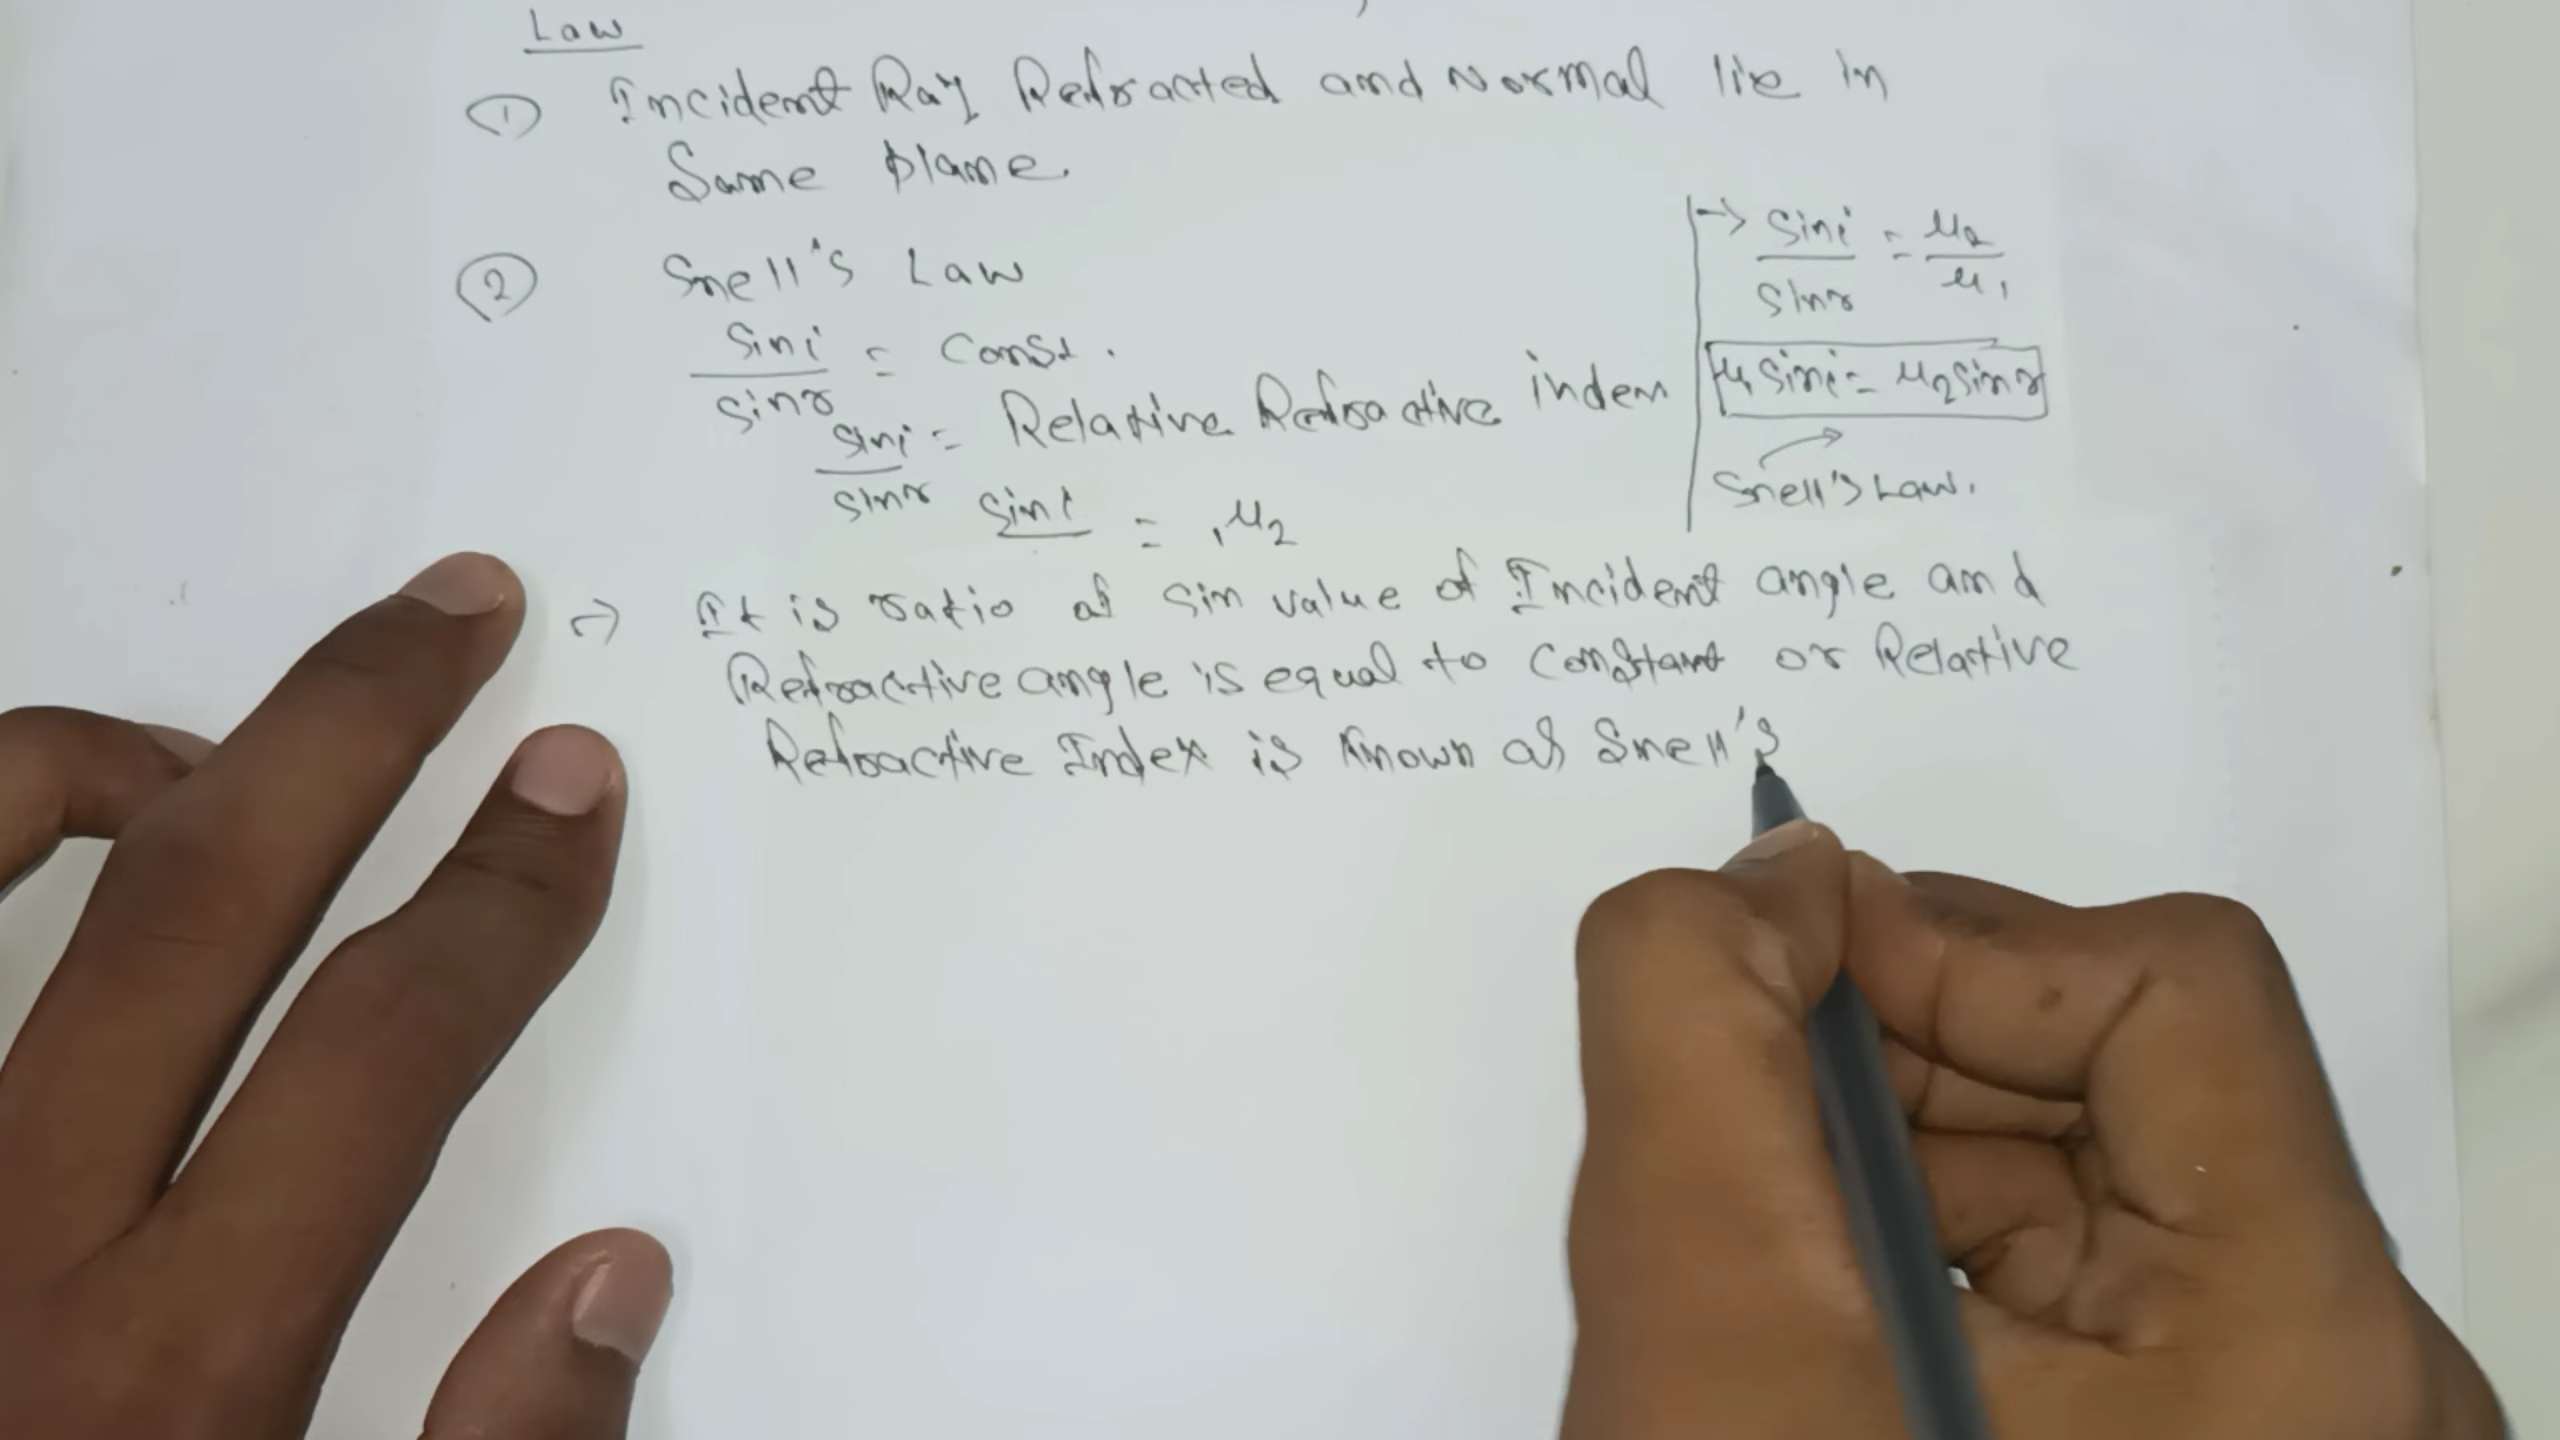 Law
① Incident Ray Refracted and Normal lie in
Same plane.
② Snell's Law
sini / sinr = Const.
sini / sinr = Relative Refractive inden
sini = ₁μ₂
→ sini / sinr = μ₂ / μ₁
μ₁ sini = μ₂ sinr
Snell's Law.
→ It is ratio of sin value of Incident angle and
Refractive angle is equal to constant or Relative
Refractive Index is known as Snell's